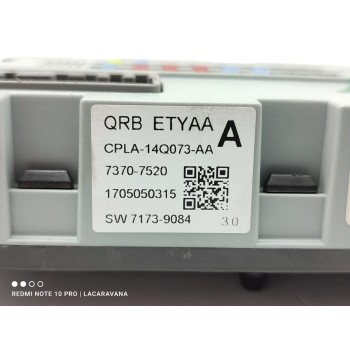 QRB ETYAA A
CPLA-14Q073-AA
7370-7520
1705050315
SW 7173-9084 3.0
REDMI NOTE 10 PRO | LACARAVANA